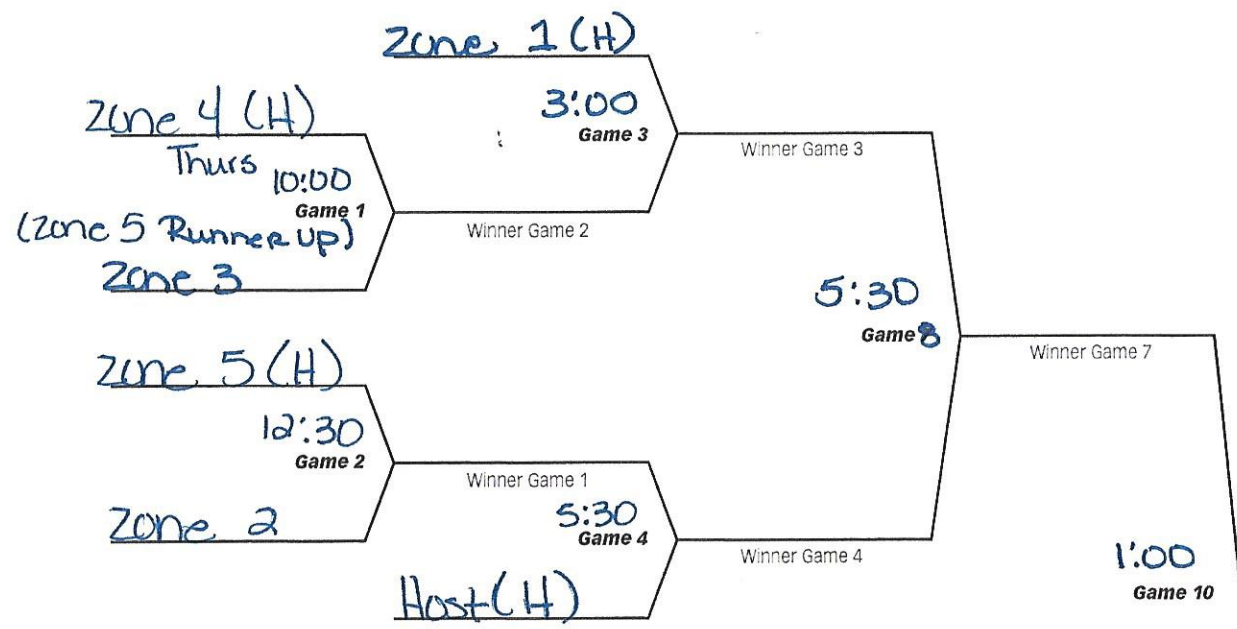 Zone 1 (H)
3:00
Game 3
Zone 4 (H)
Thurs
10:00
Game 1
(Zone 5 Runner Up)
Zone 3
Winner Game 2
Winner Game 3
5:30
Game 8
Winner Game 7
Zone 5 (H)
12:30
Game 2
Zone 2
Winner Game 1
5:30
Game 4
Host (H)
Winner Game 4
1:00
Game 10